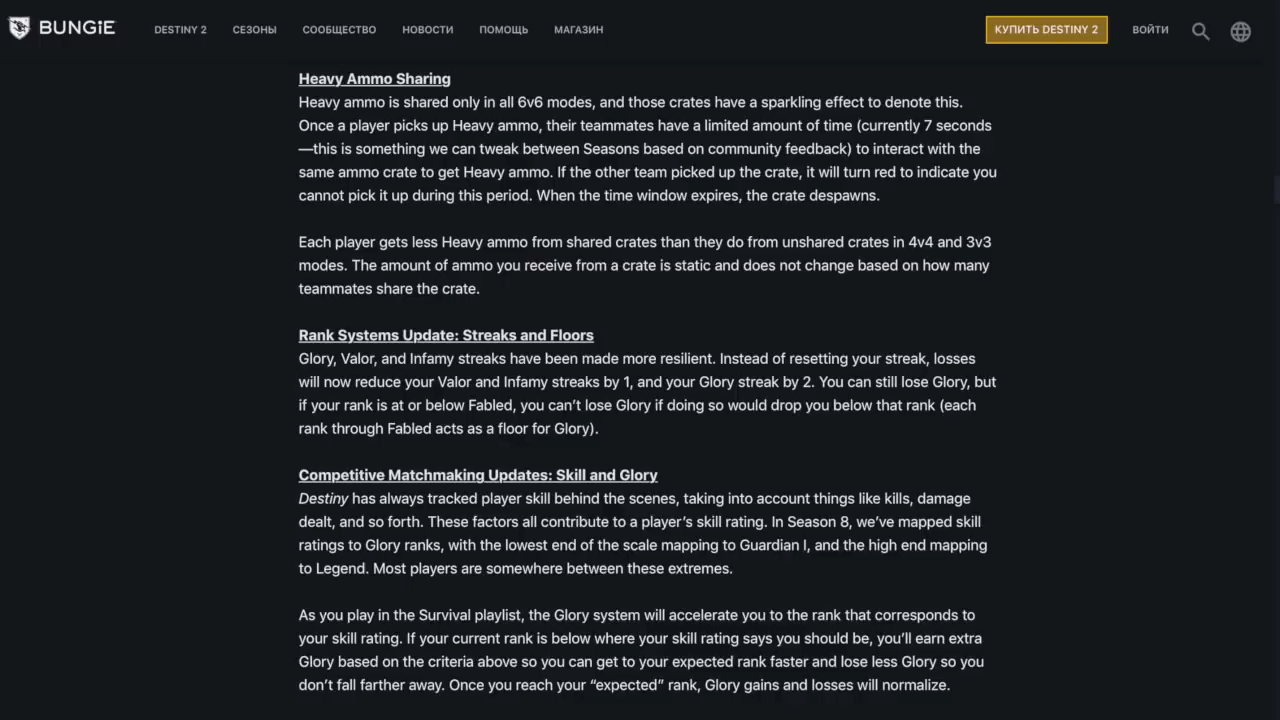 BUNGiE
DESTINY 2
СЕЗОНЫ
СООБЩЕСТВО
НОВОСТИ
ПОМОЩЬ
МАГАЗИН
КУПИТЬ DESTINY 2
ВОЙТИ
Heavy Ammo Sharing
Heavy ammo is shared only in all 6v6 modes, and those crates have a sparkling effect to denote this.
Once a player picks up Heavy ammo, their teammates have a limited amount of time (currently 7 seconds
—this is something we can tweak between Seasons based on community feedback) to interact with the
same ammo crate to get Heavy ammo. If the other team picked up the crate, it will turn red to indicate you
cannot pick it up during this period. When the time window expires, the crate despawns.
Each player gets less Heavy ammo from shared crates than they do from unshared crates in 4v4 and 3v3
modes. The amount of ammo you receive from a crate is static and does not change based on how many
teammates share the crate.
Rank Systems Update: Streaks and Floors
Glory, Valor, and Infamy streaks have been made more resilient. Instead of resetting your streak, losses
will now reduce your Valor and Infamy streaks by 1, and your Glory streak by 2. You can still lose Glory, but
if your rank is at or below Fabled, you can’t lose Glory if doing so would drop you below that rank (each
rank through Fabled acts as a floor for Glory).
Competitive Matchmaking Updates: Skill and Glory
Destiny has always tracked player skill behind the scenes, taking into account things like kills, damage
dealt, and so forth. These factors all contribute to a player’s skill rating. In Season 8, we’ve mapped skill
ratings to Glory ranks, with the lowest end of the scale mapping to Guardian I, and the high end mapping
to Legend. Most players are somewhere between these extremes.
As you play in the Survival playlist, the Glory system will accelerate you to the rank that corresponds to
your skill rating. If your current rank is below where your skill rating says you should be, you’ll earn extra
Glory based on the criteria above so you can get to your expected rank faster and lose less Glory so you
don’t fall farther away. Once you reach your “expected” rank, Glory gains and losses will normalize.